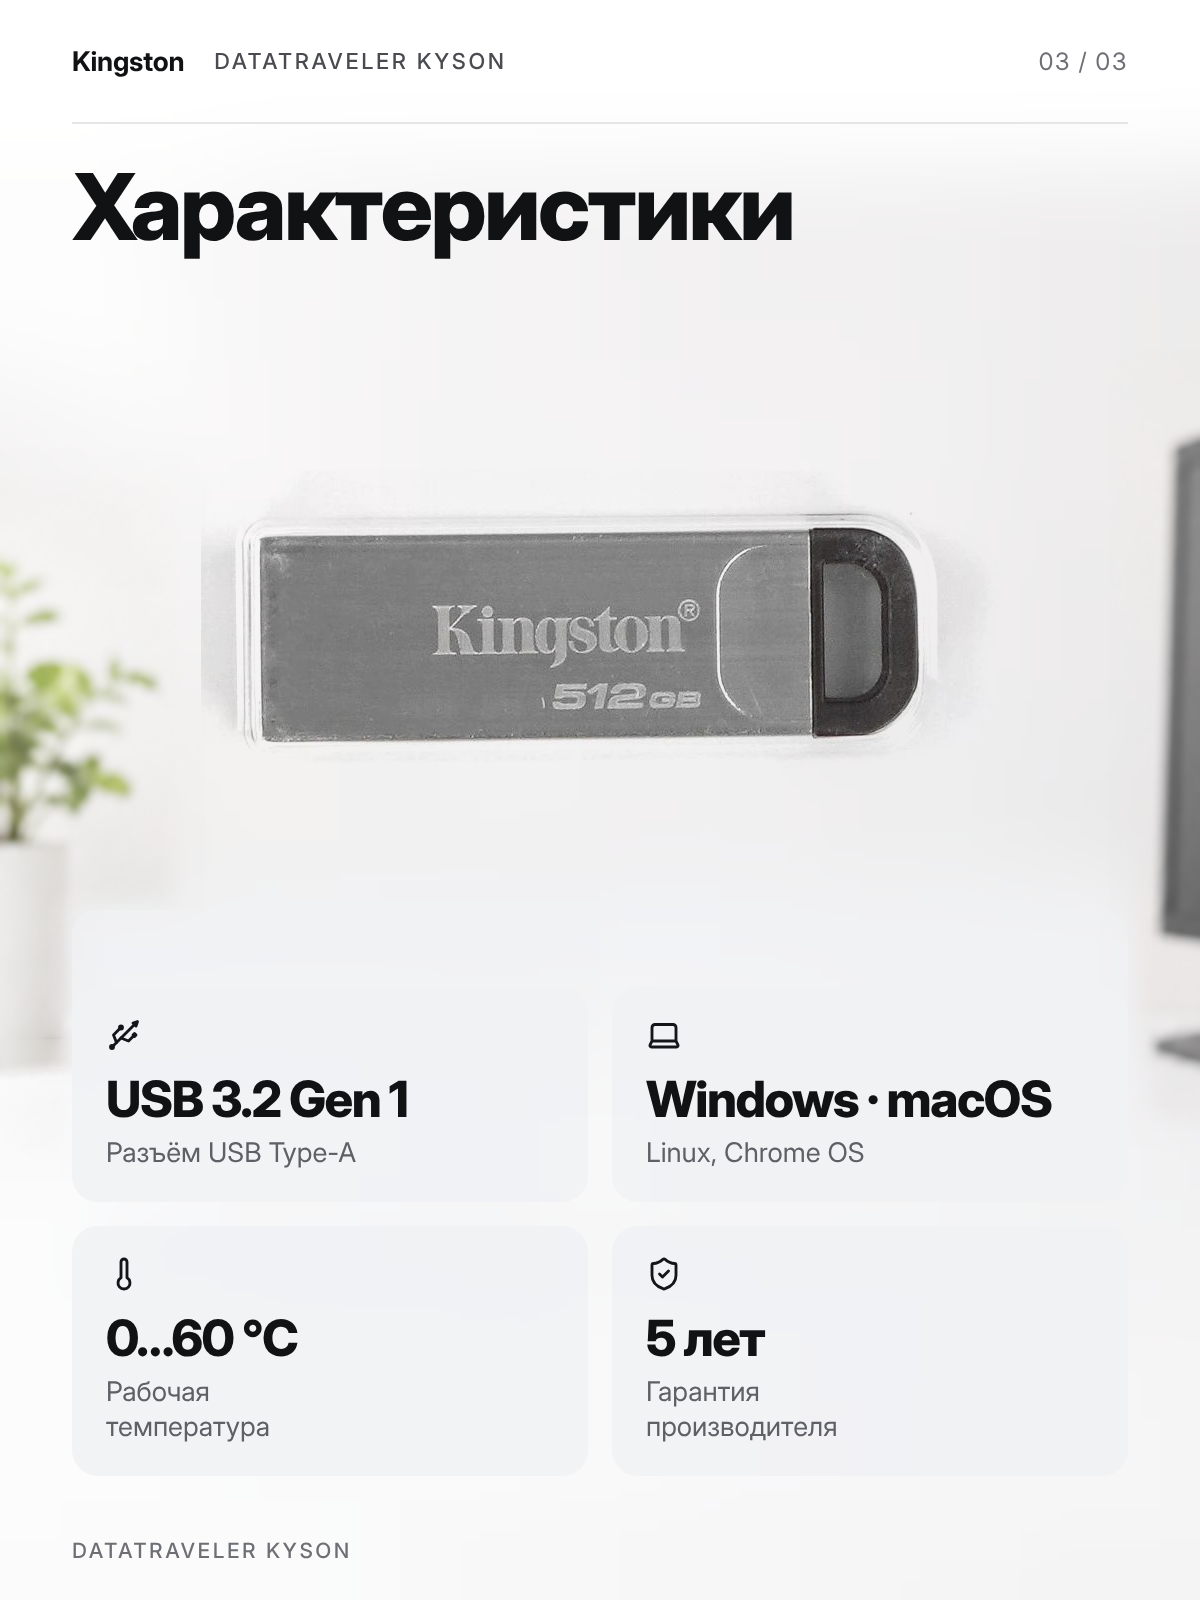 Kingston DATATRAVELER KYSON 03 / 03
Характеристики
Kingston®
512GB
USB 3.2 Gen 1
Разъём USB Type-A
Windows · macOS
Linux, Chrome OS
0...60 °C
Рабочая
температура
5 лет
Гарантия
производителя
DATATRAVELER KYSON